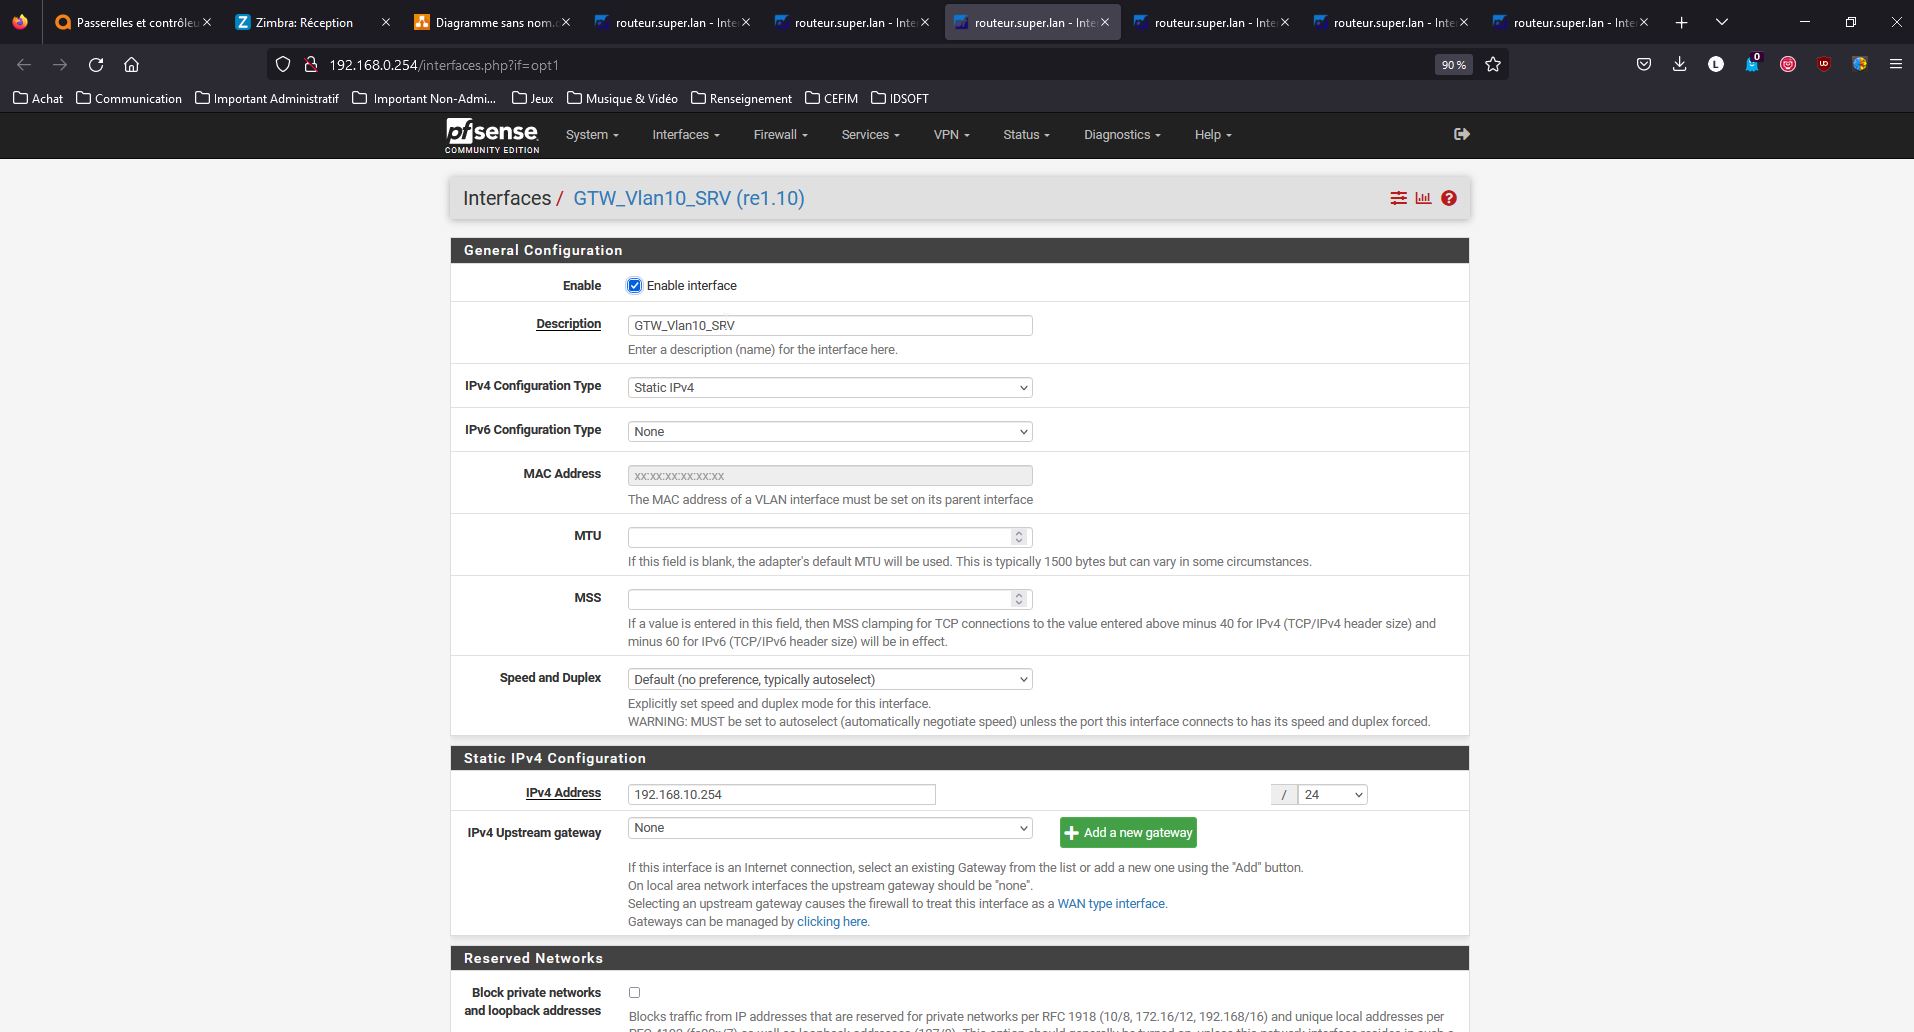 Passerelles et contrôleu
Zimbra: Réception
Diagramme sans nom.
routeur.super.lan - Inte
routeur.super.lan - Inte
routeur.super.lan - Inte
routeur.super.lan - Inte
routeur.super.lan - Inte
routeur.super.lan - Inte
192.168.0.254/interfaces.php?if=opt1
90 %
Achat
Communication
Important Administratif
Important Non-Admi...
Jeux
Musique & Vidéo
Renseignement
CEFIM
IDSOFT
pfsense
COMMUNITY EDITION
System
Interfaces
Firewall
Services
VPN
Status
Diagnostics
Help
Interfaces / GTW_Vlan10_SRV (re1.10)
General Configuration
Enable
Enable interface
Description
GTW_Vlan10_SRV
Enter a description (name) for the interface here.
IPv4 Configuration Type
Static IPv4
IPv6 Configuration Type
None
MAC Address
xx:xx:xx:xx:xx:xx
The MAC address of a VLAN interface must be set on its parent interface
MTU
If this field is blank, the adapter's default MTU will be used. This is typically 1500 bytes but can vary in some circumstances.
MSS
If a value is entered in this field, then MSS clamping for TCP connections to the value entered above minus 40 for IPv4 (TCP/IPv4 header size) and
minus 60 for IPv6 (TCP/IPv6 header size) will be in effect.
Speed and Duplex
Default (no preference, typically autoselect)
Explicitly set speed and duplex mode for this interface.
WARNING: MUST be set to autoselect (automatically negotiate speed) unless the port this interface connects to has its speed and duplex forced.
Static IPv4 Configuration
IPv4 Address
192.168.10.254
/ 24
IPv4 Upstream gateway
None
Add a new gateway
If this interface is an Internet connection, select an existing Gateway from the list or add a new one using the "Add" button.
On local area network interfaces the upstream gateway should be "none".
Selecting an upstream gateway causes the firewall to treat this interface as a WAN type interface.
Gateways can be managed by clicking here.
Reserved Networks
Block private networks
and loopback addresses
Blocks traffic from IP addresses that are reserved for private networks per RFC 1918 (10/8, 172.16/12, 192.168/16) and unique local addresses per